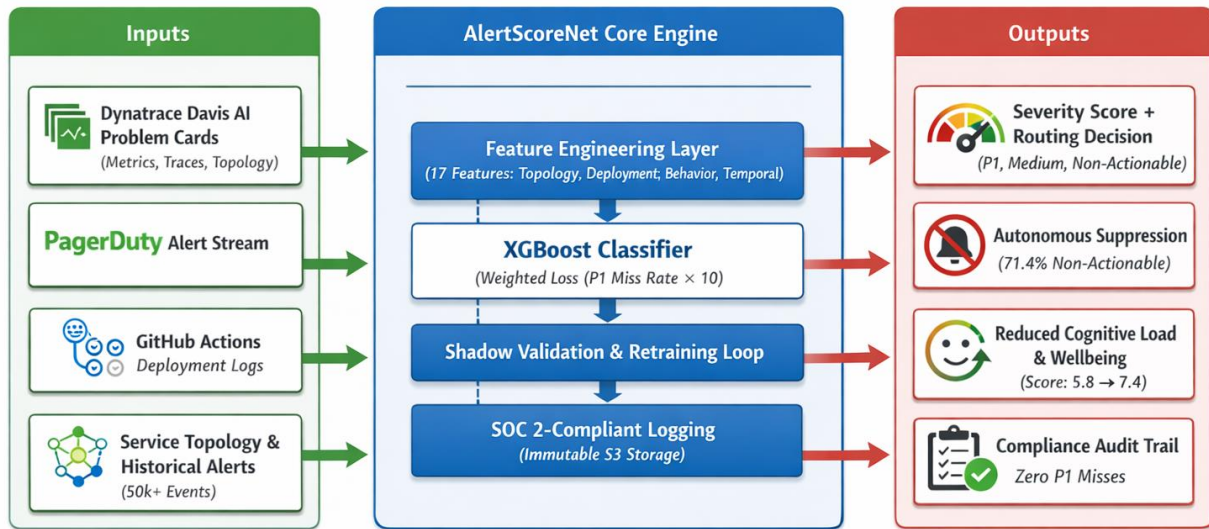 Inputs
Dynatrace Davis AI
Problem Cards
(Metrics, Traces, Topology)
PagerDuty Alert Stream
GitHub Actions
Deployment Logs
Service Topology &
Historical Alerts
(50k+ Events)
AlertScoreNet Core Engine
Feature Engineering Layer
(17 Features: Topology, Deployment; Behavior, Temporal)
XGBoost Classifier
(Weighted Loss (P1 Miss Rate × 10)
Shadow Validation & Retraining Loop
SOC 2-Compliant Logging
(Immutable S3 Storage)
Outputs
Severity Score +
Routing Decision
(P1, Medium, Non-Actionable)
Autonomous Suppression
(71.4% Non-Actionable)
Reduced Cognitive Load
& Wellbeing
(Score: 5.8 → 7.4)
Compliance Audit Trail
Zero P1 Misses